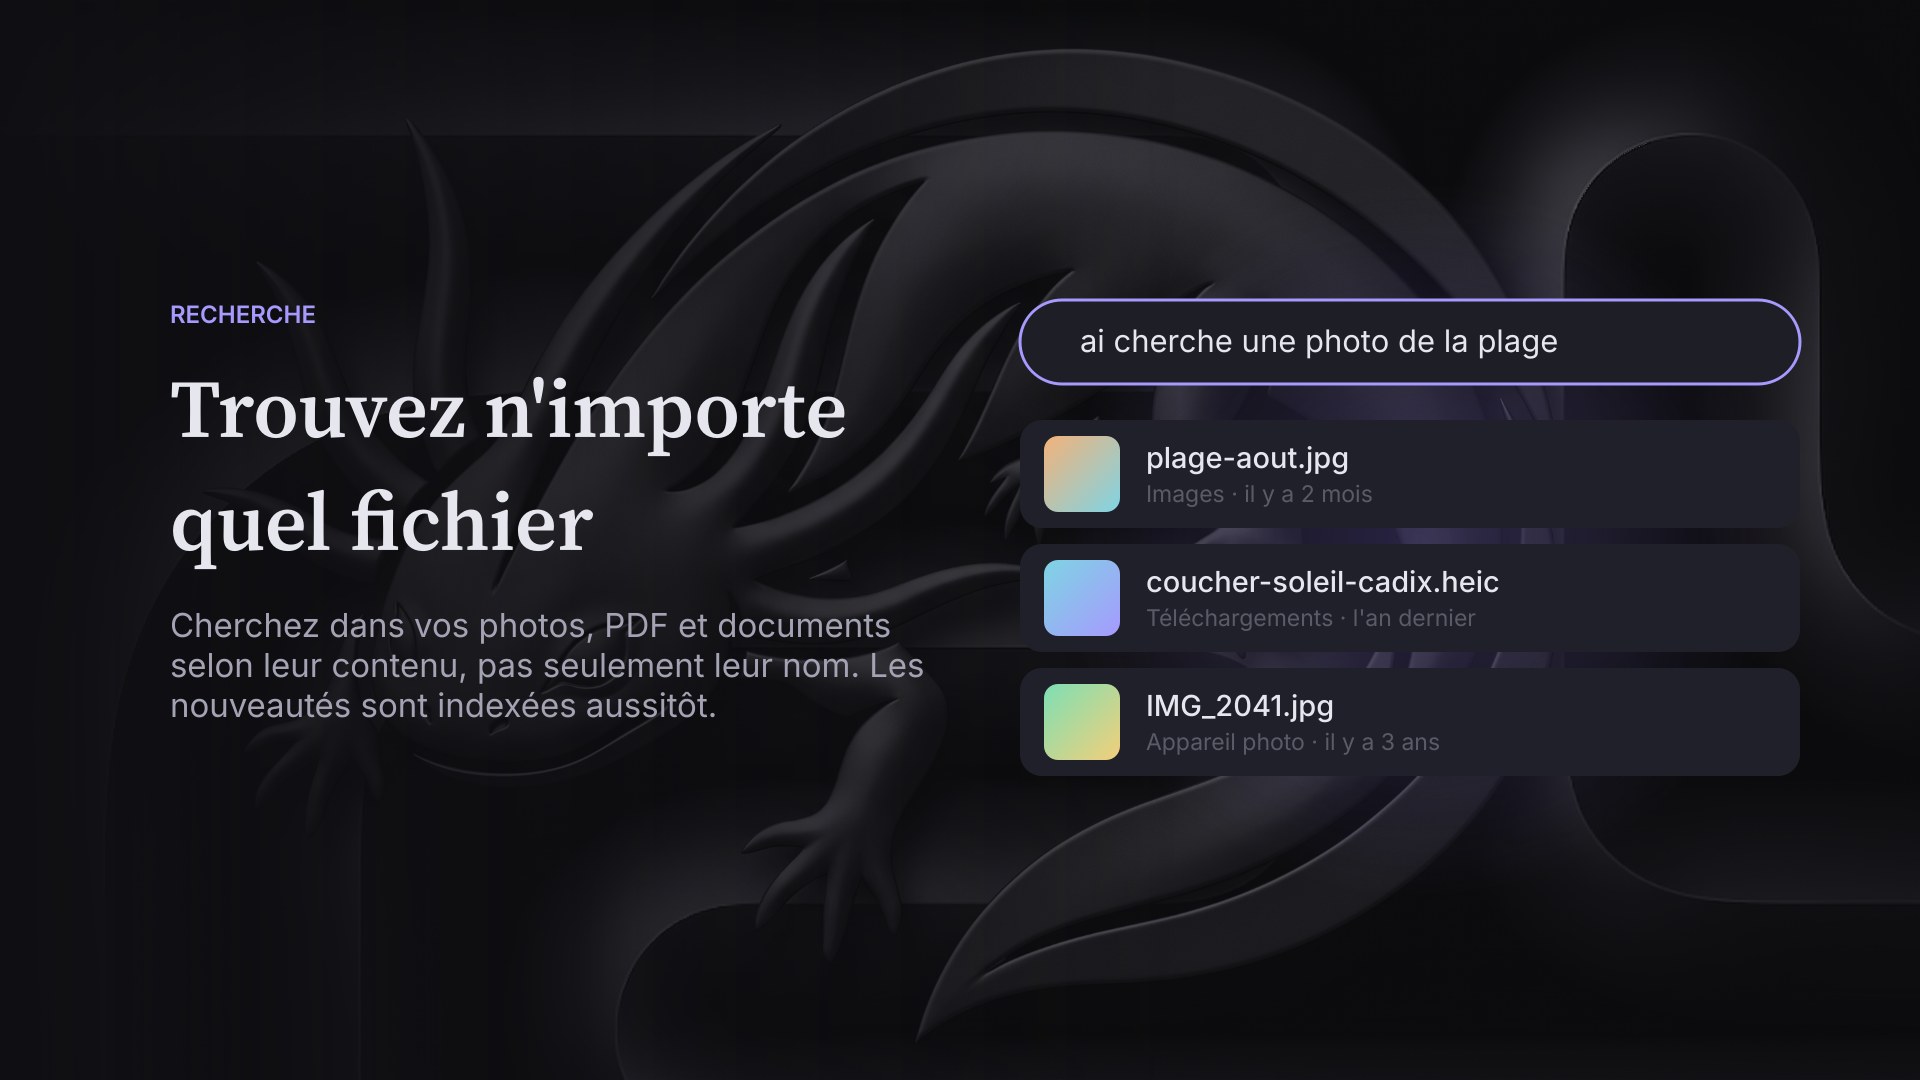 RECHERCHE
Trouvez n'importe
quel fichier
Cherchez dans vos photos, PDF et documents
selon leur contenu, pas seulement leur nom. Les
nouveautés sont indexées aussitôt.
ai cherche une photo de la plage
plage-aout.jpg
Images · il y a 2 mois
coucher-soleil-cadix.heic
Téléchargements · l'an dernier
IMG_2041.jpg
Appareil photo · il y a 3 ans